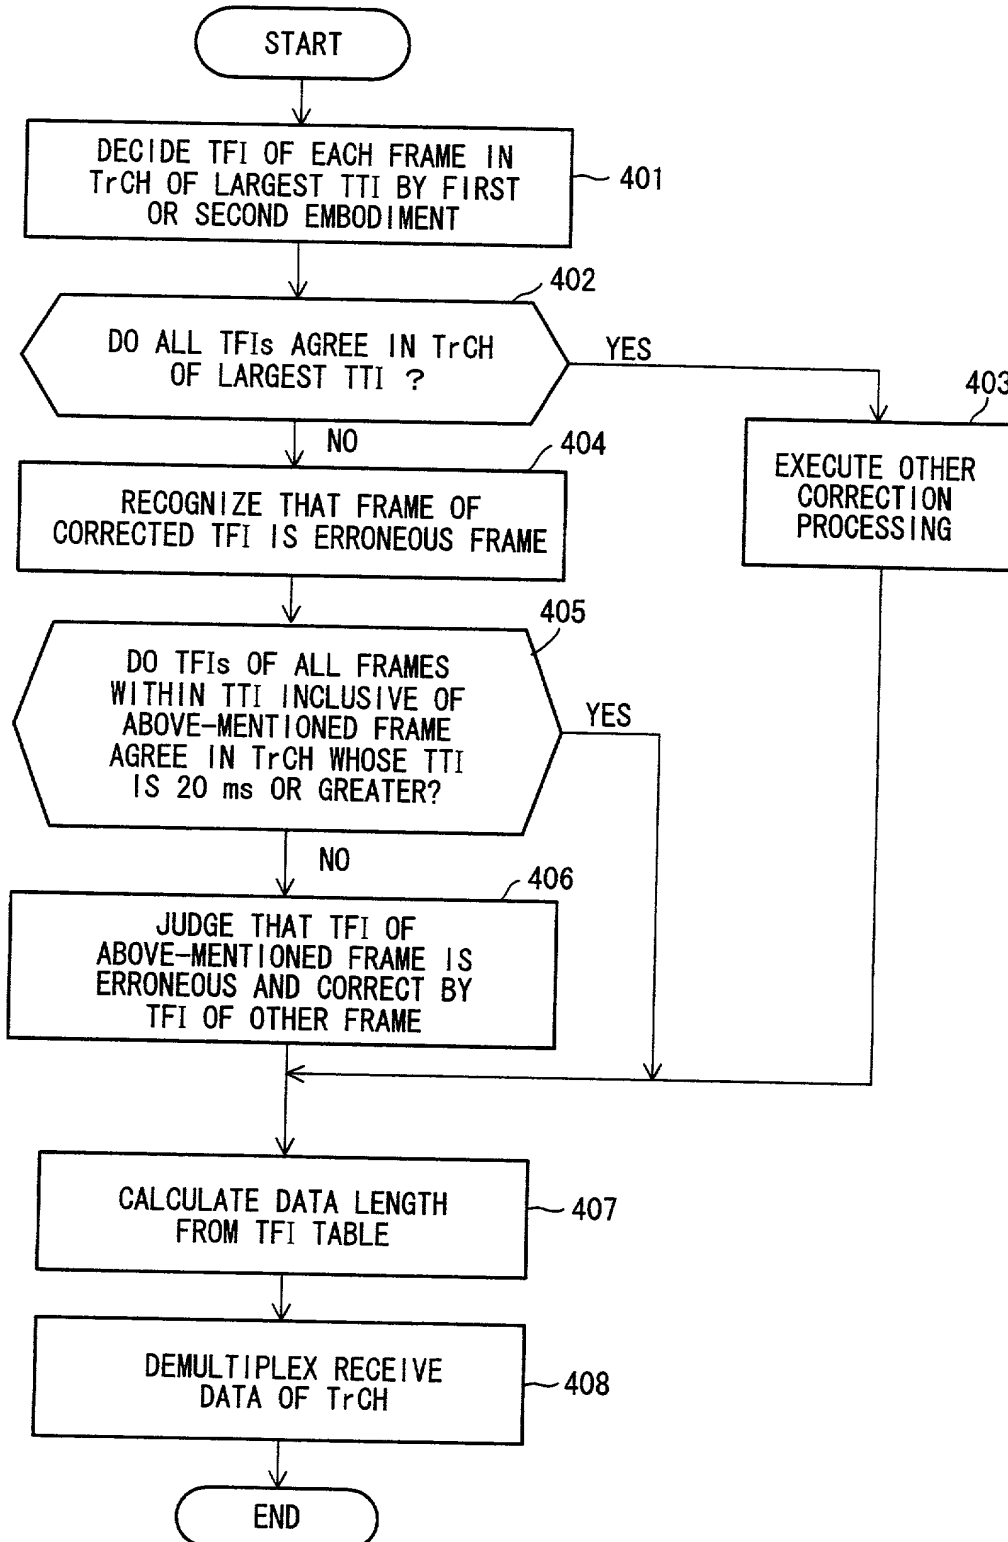 START
DECIDE TFI OF EACH FRAME IN
TrCH OF LARGEST TTI BY FIRST
OR SECOND EMBODIMENT
401
402
DO ALL TFIs AGREE IN TrCH
OF LARGEST TTI ?
YES
403
EXECUTE OTHER
CORRECTION
PROCESSING
NO
404
RECOGNIZE THAT FRAME OF
CORRECTED TFI IS ERRONEOUS FRAME
405
DO TFIs OF ALL FRAMES
WITHIN TTI INCLUSIVE OF
ABOVE-MENTIONED FRAME
AGREE IN TrCH WHOSE TTI
IS 20 ms OR GREATER?
YES
NO
406
JUDGE THAT TFI OF
ABOVE-MENTIONED FRAME IS
ERRONEOUS AND CORRECT BY
TFI OF OTHER FRAME
CALCULATE DATA LENGTH
FROM TFI TABLE
407
DEMULTIPLEX RECEIVE
DATA OF TrCH
408
END